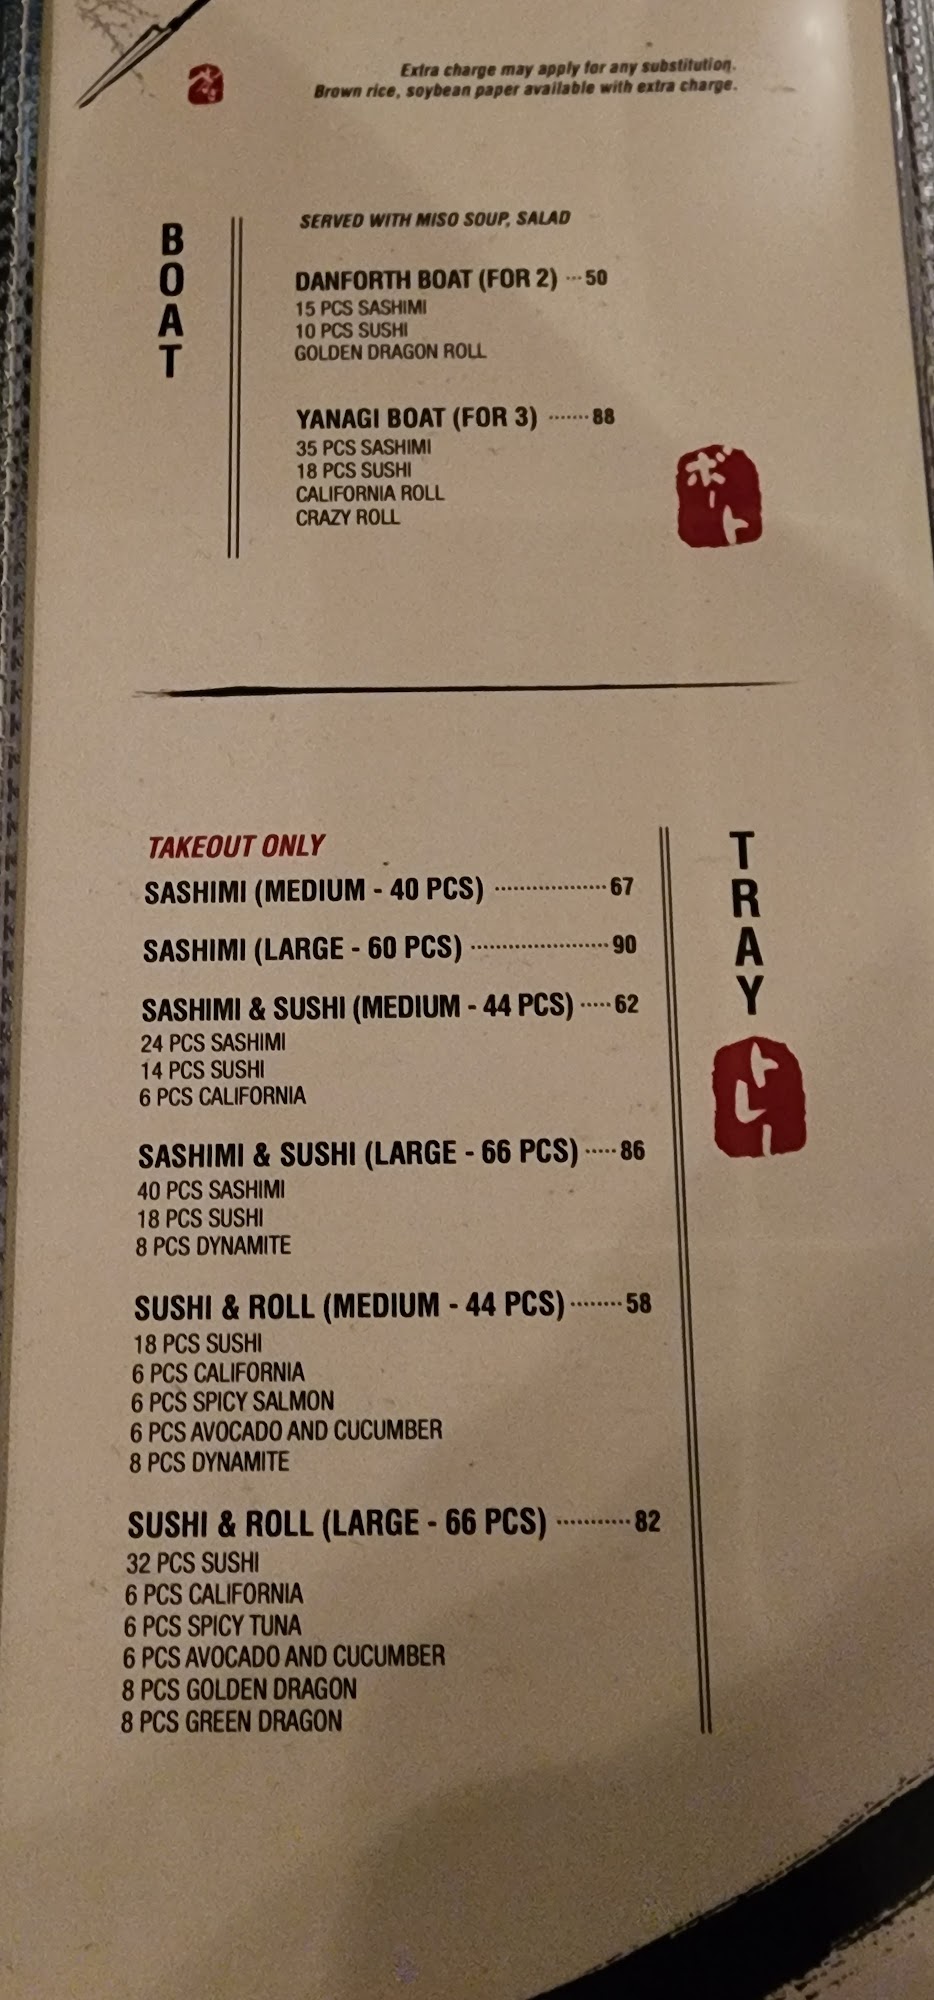 Extra charge may apply for any substitution.
Brown rice, soybean paper available with extra charge.
BOAT
SERVED WITH MISO SOUP, SALAD
DANFORTH BOAT (FOR 2) ··· 50
15 PCS SASHIMI
10 PCS SUSHI
GOLDEN DRAGON ROLL
YANAGI BOAT (FOR 3) ······· 88
35 PCS SASHIMI
18 PCS SUSHI
CALIFORNIA ROLL
CRAZY ROLL
ボート
TAKEOUT ONLY
SASHIMI (MEDIUM - 40 PCS) ··················· 67
SASHIMI (LARGE - 60 PCS) ······················· 90
SASHIMI & SUSHI (MEDIUM - 44 PCS) ····· 62
24 PCS SASHIMI
14 PCS SUSHI
6 PCS CALIFORNIA
SASHIMI & SUSHI (LARGE - 66 PCS) ····· 86
40 PCS SASHIMI
18 PCS SUSHI
8 PCS DYNAMITE
SUSHI & ROLL (MEDIUM - 44 PCS) ········ 58
18 PCS SUSHI
6 PCS CALIFORNIA
6 PCS SPICY SALMON
6 PCS AVOCADO AND CUCUMBER
8 PCS DYNAMITE
SUSHI & ROLL (LARGE - 66 PCS) ··········· 82
32 PCS SUSHI
6 PCS CALIFORNIA
6 PCS SPICY TUNA
6 PCS AVOCADO AND CUCUMBER
8 PCS GOLDEN DRAGON
8 PCS GREEN DRAGON
TRAY
トレー